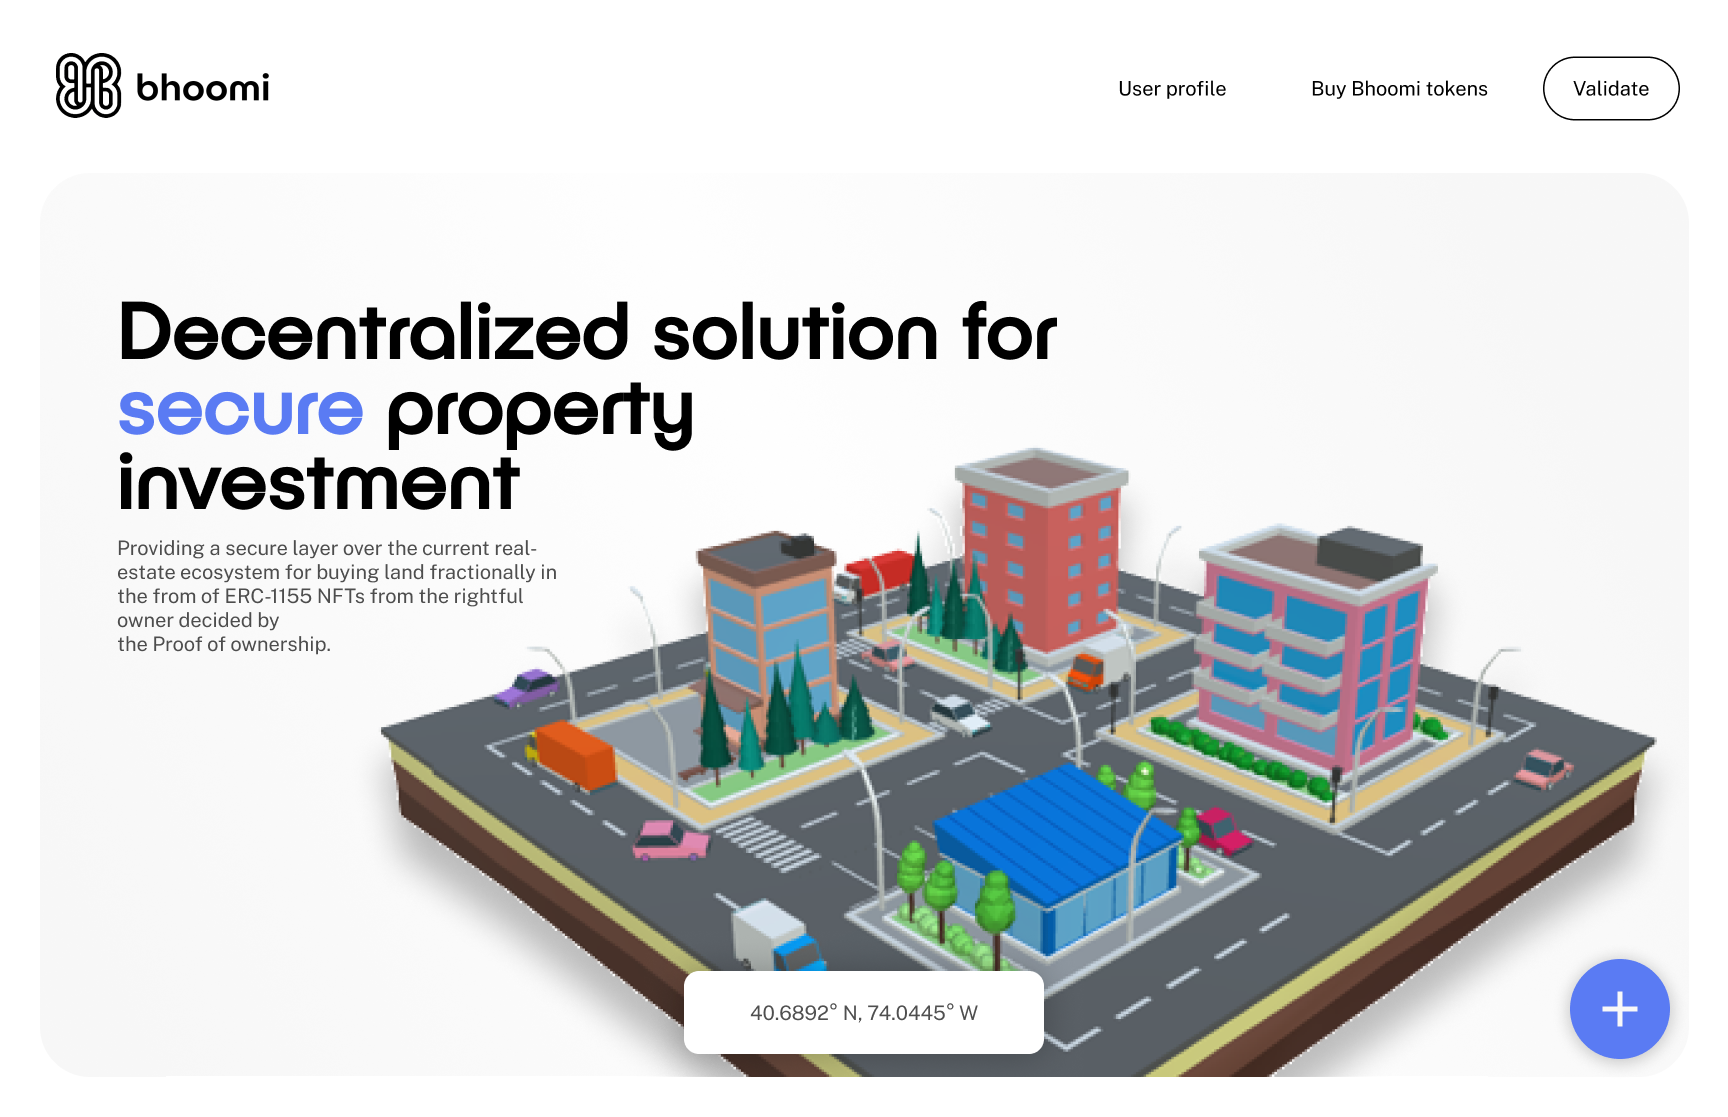 bhoomi
User profile
Buy Bhoomi tokens
Validate
Decentralized solution for
secure property
investment
Providing a secure layer over the current real-
estate ecosystem for buying land fractionally in
the from of ERC-1155 NFTs from the rightful
owner decided by
the Proof of ownership.
40.6892° N, 74.0445° W